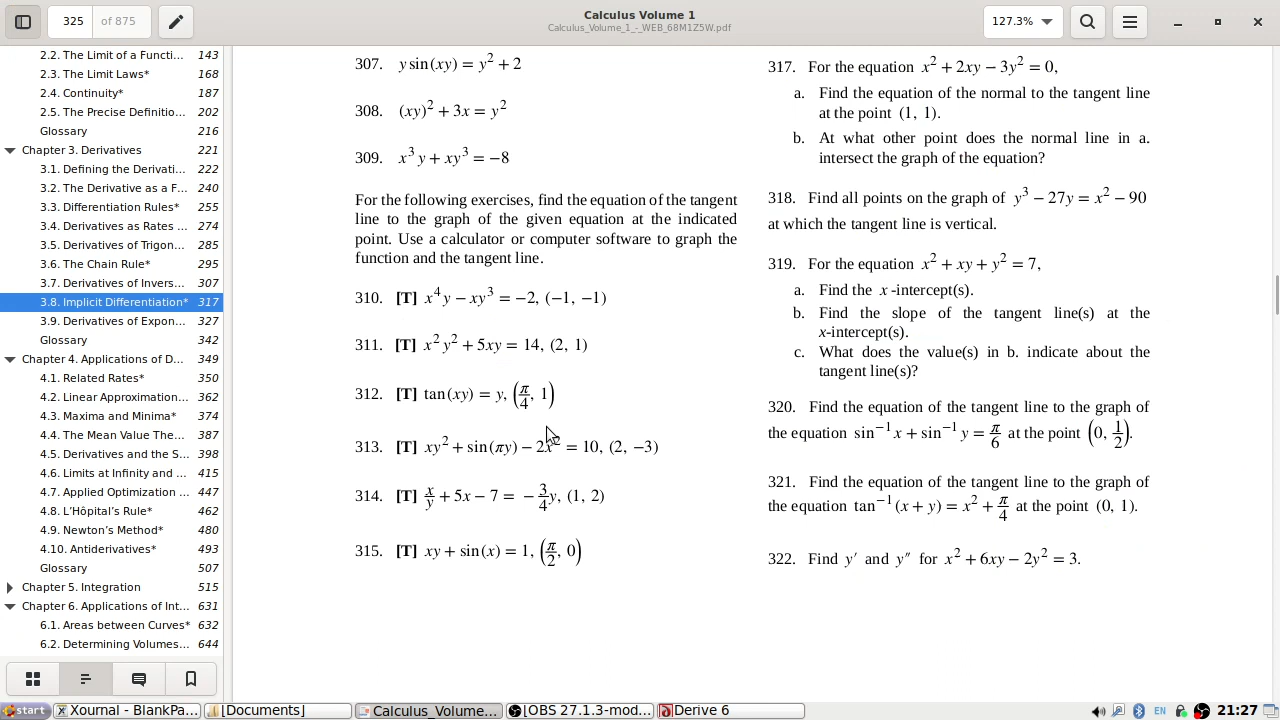 Calculus Volume 1
Calculus_Volume_1_-_WEB_68M1Z5W.pdf
325 of 875
127.3%
2.2. The Limit of a Functi... 143
2.3. The Limit Laws* 168
2.4. Continuity* 187
2.5. The Precise Definitio... 202
Glossary 216
Chapter 3. Derivatives 221
3.1. Defining the Derivati... 222
3.2. The Derivative as a F... 240
3.3. Differentiation Rules* 255
3.4. Derivatives as Rates ... 274
3.5. Derivatives of Trigon... 285
3.6. The Chain Rule* 295
3.7. Derivatives of Invers... 307
3.8. Implicit Differentiation* 317
3.9. Derivatives of Expon... 327
Glossary 342
Chapter 4. Applications of D... 349
4.1. Related Rates* 350
4.2. Linear Approximation... 362
4.3. Maxima and Minima* 374
4.4. The Mean Value The... 387
4.5. Derivatives and the S... 398
4.6. Limits at Infinity and ... 415
4.7. Applied Optimization ... 447
4.8. L'Hôpital's Rule* 462
4.9. Newton's Method* 480
4.10. Antiderivatives* 493
Glossary 507
Chapter 5. Integration 515
Chapter 6. Applications of Int... 631
6.1. Areas between Curves* 632
6.2. Determining Volumes... 644
307. y sin(xy) = y² + 2
308. (xy)² + 3x = y²
309. x³y + xy³ = −8
For the following exercises, find the equation of the tangent
line to the graph of the given equation at the indicated
point. Use a calculator or computer software to graph the
function and the tangent line.
310. [T] x⁴y − xy³ = −2, (−1, −1)
311. [T] x²y² + 5xy = 14, (2, 1)
312. [T] tan(xy) = y, (π/4, 1)
313. [T] xy² + sin(πy) − 2x² = 10, (2, −3)
314. [T] x/y + 5x − 7 = −3/4y, (1, 2)
315. [T] xy + sin(x) = 1, (π/2, 0)
317. For the equation x² + 2xy − 3y² = 0,
a. Find the equation of the normal to the tangent line
at the point (1, 1).
b. At what other point does the normal line in a.
intersect the graph of the equation?
318. Find all points on the graph of y³ − 27y = x² − 90
at which the tangent line is vertical.
319. For the equation x² + xy + y² = 7,
a. Find the x-intercept(s).
b. Find the slope of the tangent line(s) at the
x-intercept(s).
c. What does the value(s) in b. indicate about the
tangent line(s)?
320. Find the equation of the tangent line to the graph of
the equation sin⁻¹x + sin⁻¹y = π/6 at the point (0, 1/2).
321. Find the equation of the tangent line to the graph of
the equation tan⁻¹(x + y) = x² + π/4 at the point (0, 1).
322. Find y′ and y″ for x² + 6xy − 2y² = 3.
start
Xournal - BlankPa...
[Documents]
Calculus_Volume...
[OBS 27.1.3-mod...
Derive 6
EN
21:27